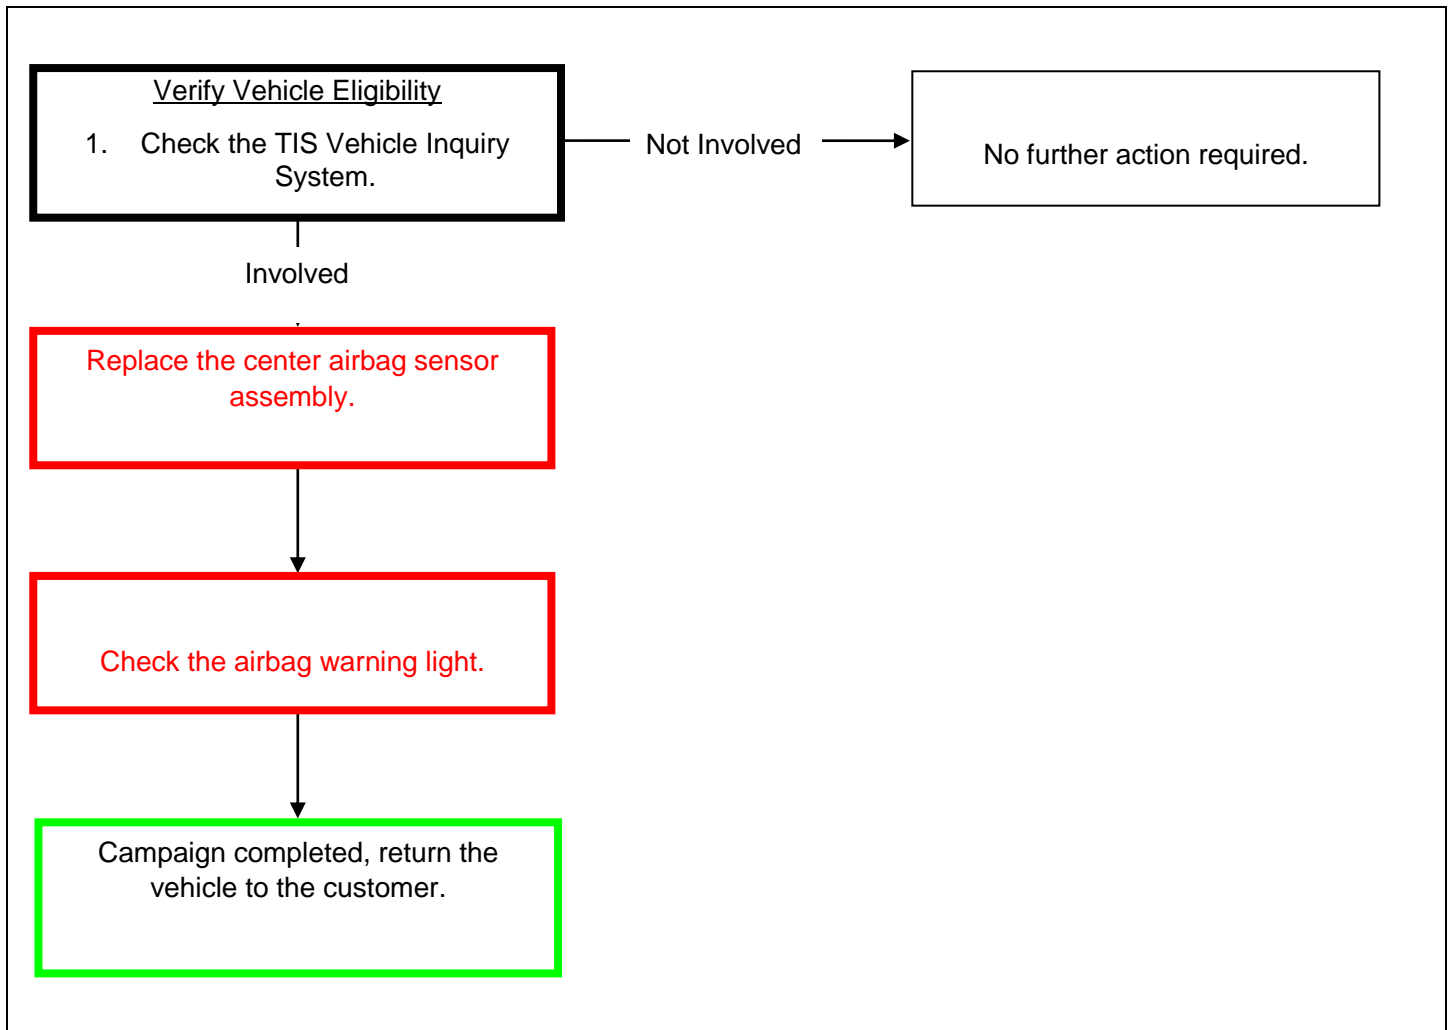 Verify Vehicle Eligibility
1. Check the TIS Vehicle Inquiry
System.
Not Involved
No further action required.
Involved
Replace the center airbag sensor
assembly.
Check the airbag warning light.
Campaign completed, return the
vehicle to the customer.